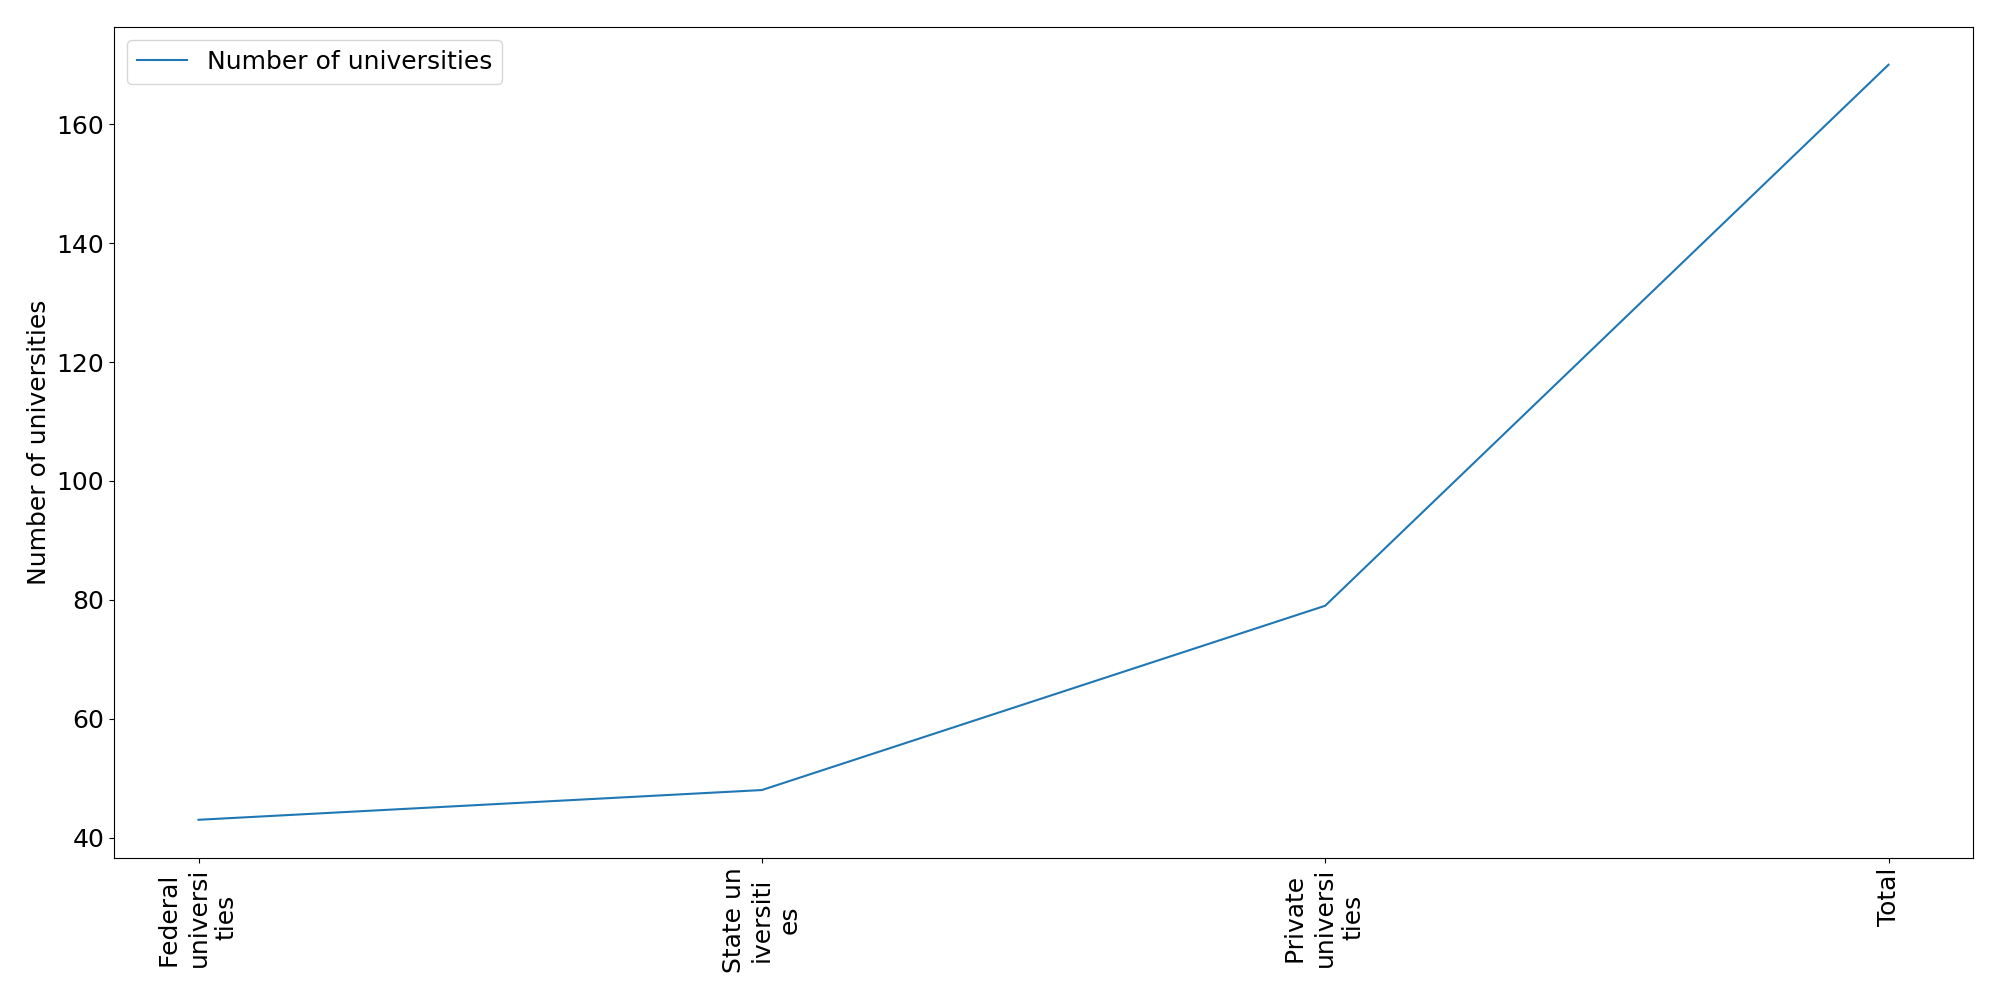 Number of universities
160
140
120
100
80
60
40
Number of universities
Federal
universi
ties
State un
iversiti
es
Private
universi
ties
Total